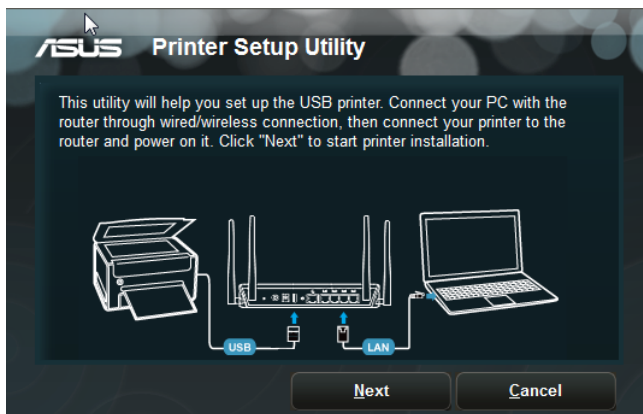 ASUS Printer Setup Utility
This utility will help you set up the USB printer. Connect your PC with the
router through wired/wireless connection, then connect your printer to the
router and power on it. Click "Next" to start printer installation.
USB
LAN
Next
Cancel